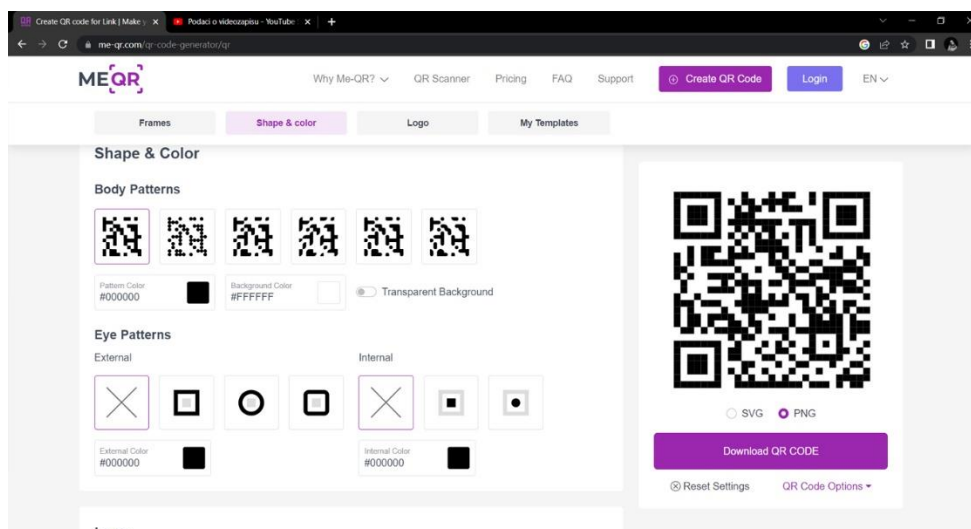 Create QR code for Link | Make y
Podaci o videozapisu - YouTube
me-qr.com/qr-code-generator/qr
MEQR
Why Me-QR?
QR Scanner
Pricing
FAQ
Support
Create QR Code
Login
EN
Frames
Shape & color
Logo
My Templates
Shape & Color
Body Patterns
Pattern Color
#000000
Background Color
#FFFFFF
Transparent Background
Eye Patterns
External
Internal
External Color
#000000
Internal Color
#000000
SVG
PNG
Download QR CODE
Reset Settings
QR Code Options